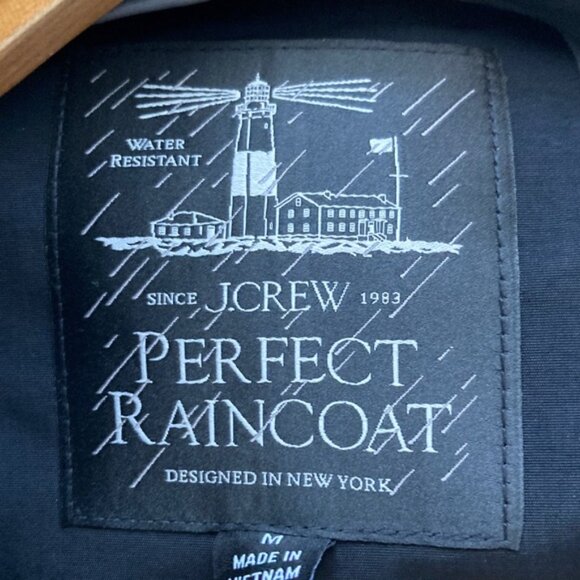 WATER
RESISTANT
SINCE J.CREW 1983
PERFECT
RAINCOAT
DESIGNED IN NEW YORK
M
MADE IN
VIETNAM